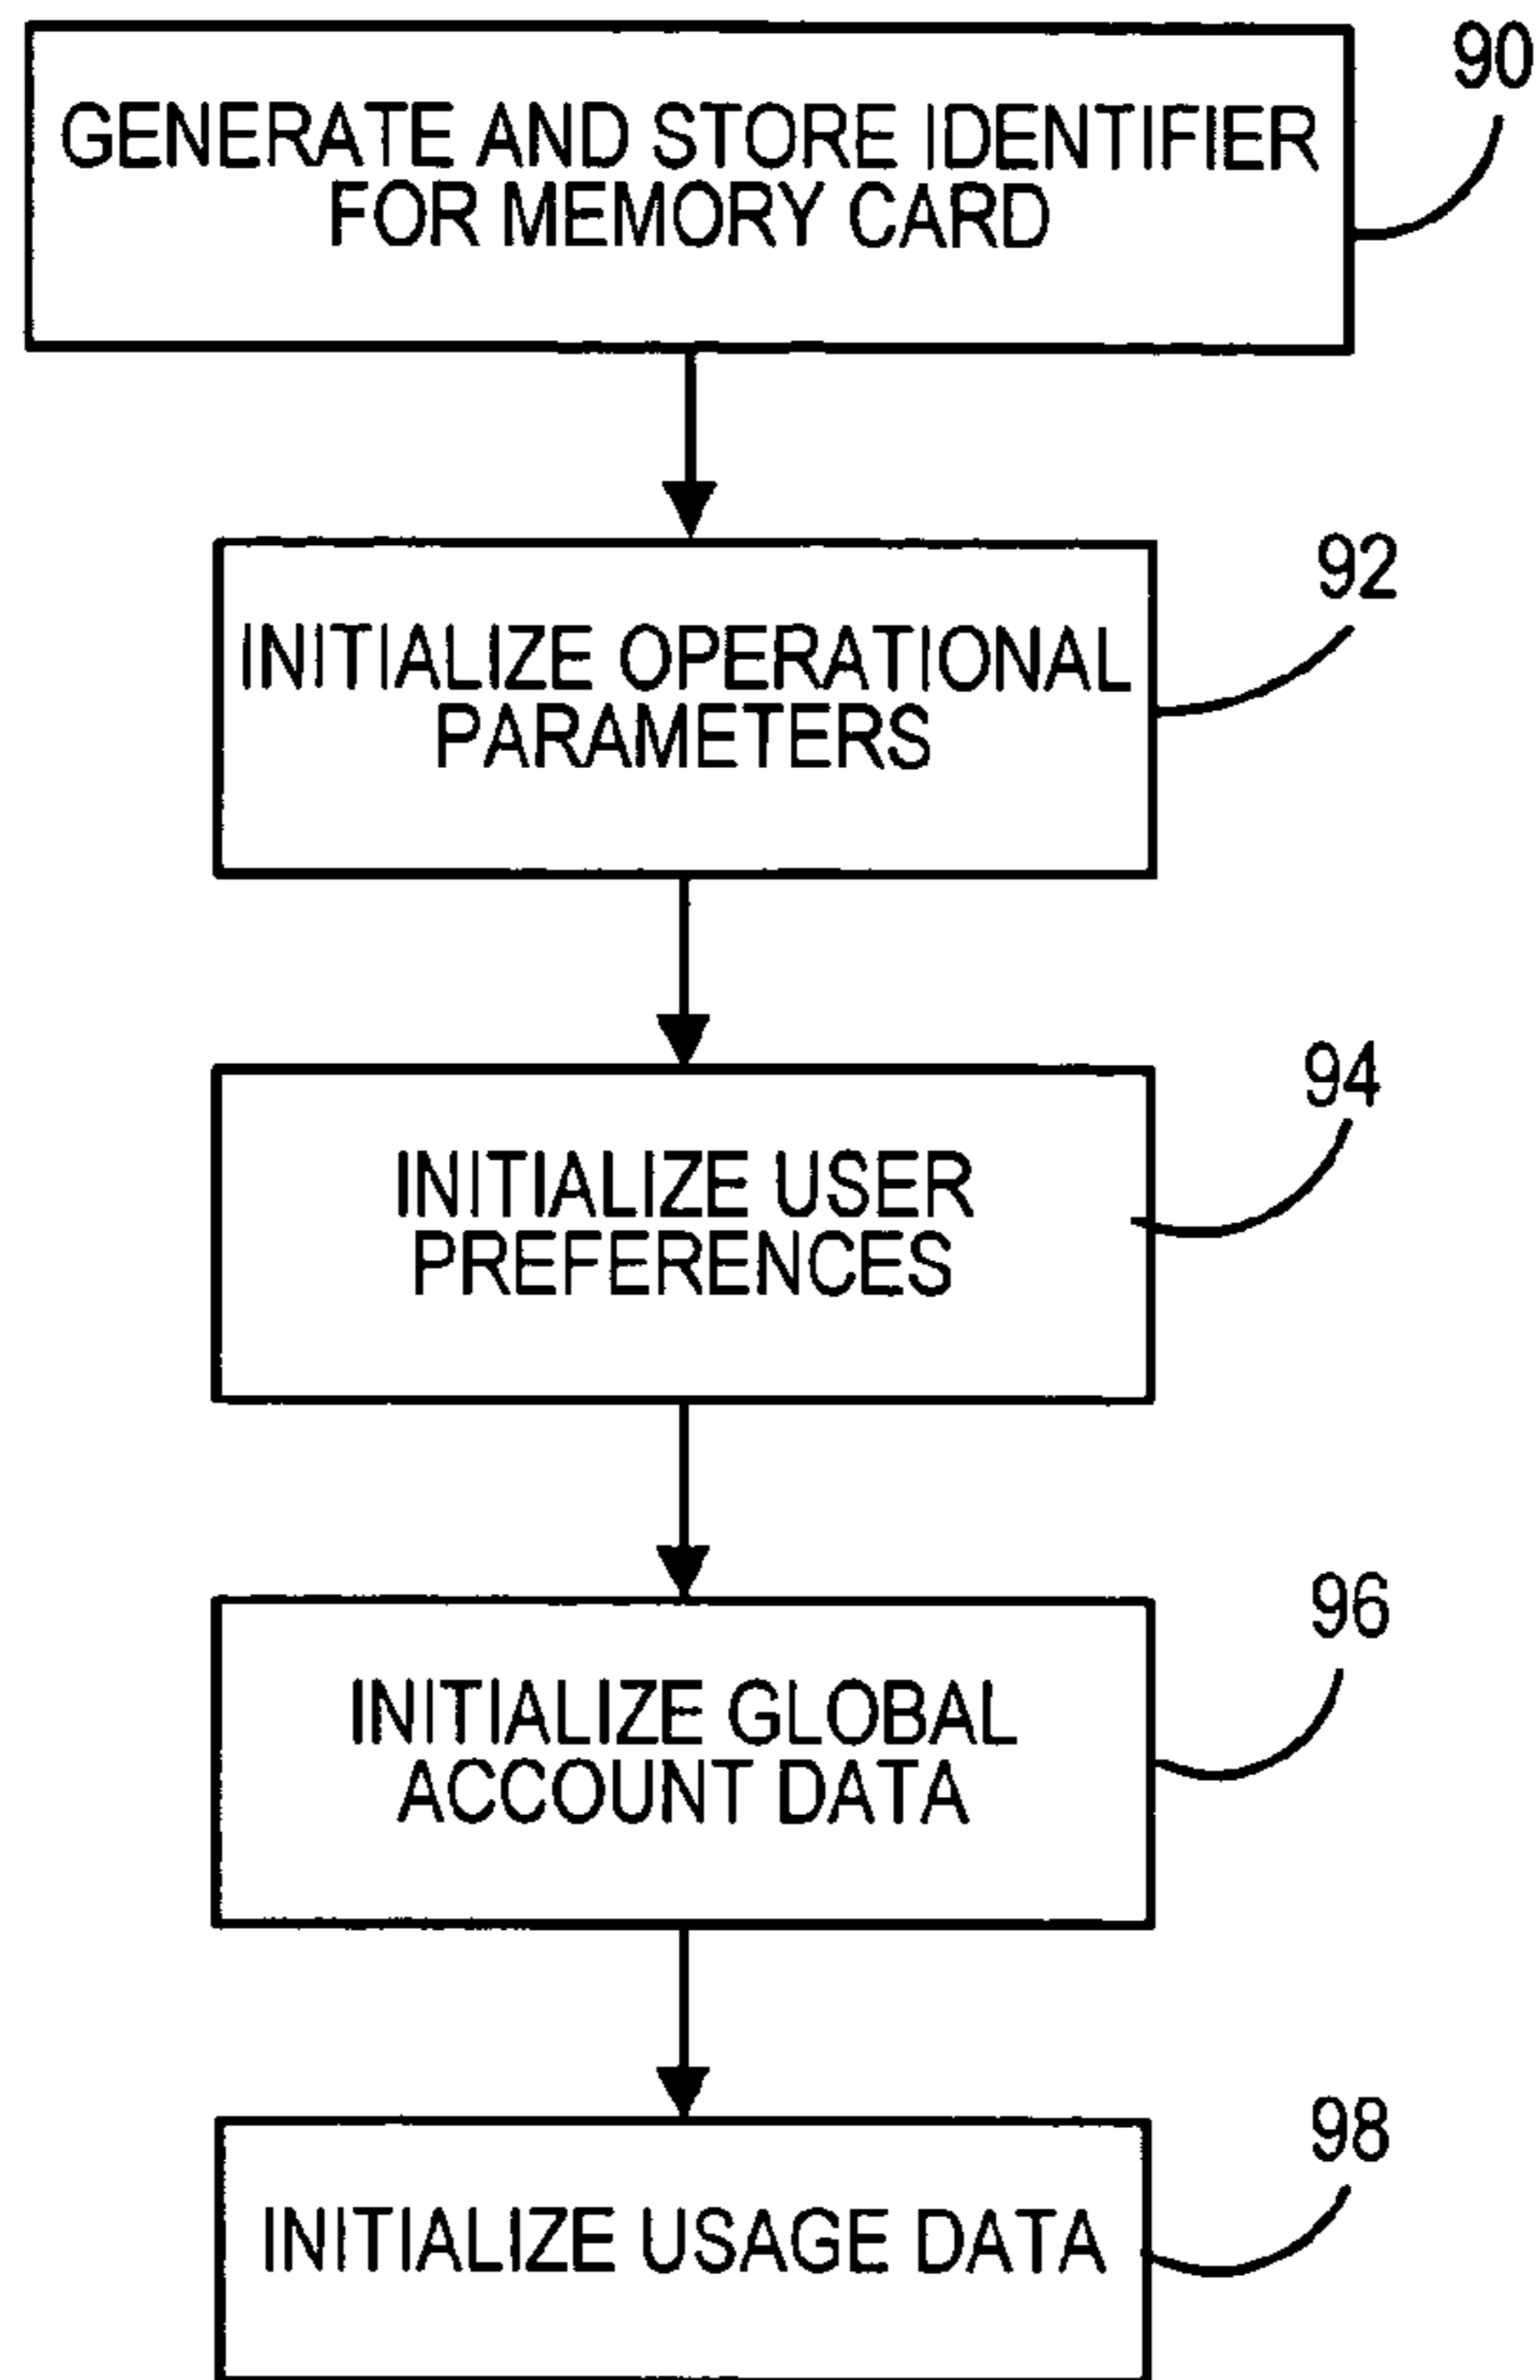 GENERATE AND STORE IDENTIFIER
FOR MEMORY CARD
90
INITIALIZE OPERATIONAL
PARAMETERS
92
INITIALIZE USER
PREFERENCES
94
INITIALIZE GLOBAL
ACCOUNT DATA
96
INITIALIZE USAGE DATA
98